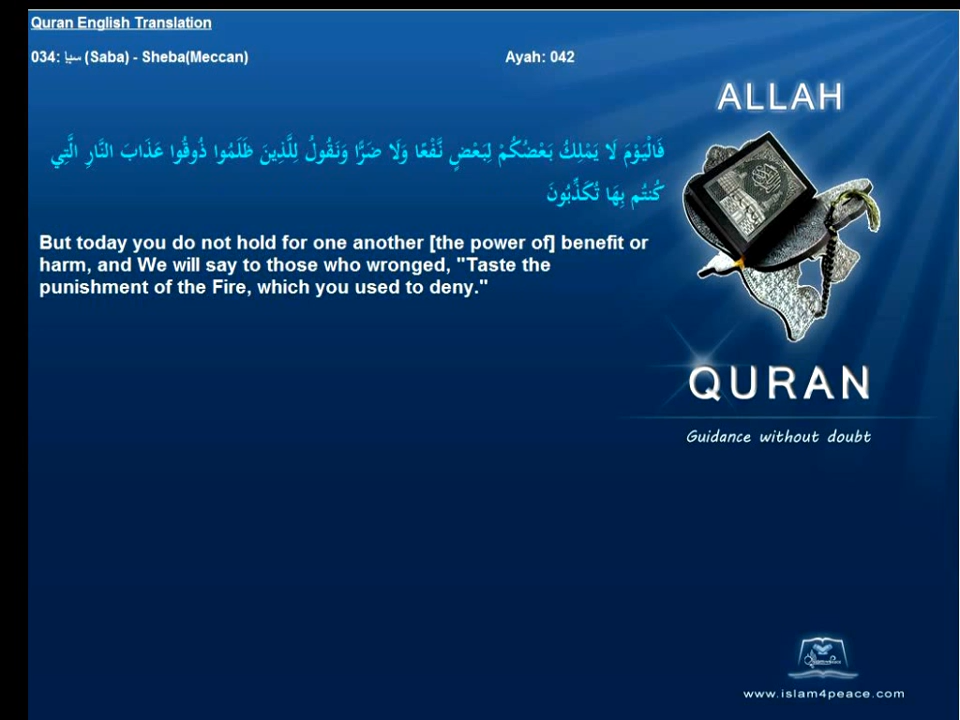 Quran English Translation
034: سبإ (Saba) - Sheba(Meccan) Ayah: 042
ALLAH
فَالْيَوْمَ لَا يَمْلِكُ بَعْضُكُمْ لِبَعْضٍ نَّفْعًا وَلَا ضَرًّا وَنَقُولُ لِلَّذِينَ ظَلَمُوا ذُوقُوا عَذَابَ النَّارِ الَّتِي
كُنتُم بِهَا تُكَذِّبُونَ
But today you do not hold for one another [the power of] benefit or
harm, and We will say to those who wronged, "Taste the
punishment of the Fire, which you used to deny."
QURAN
Guidance without doubt
www.islam4peace.com